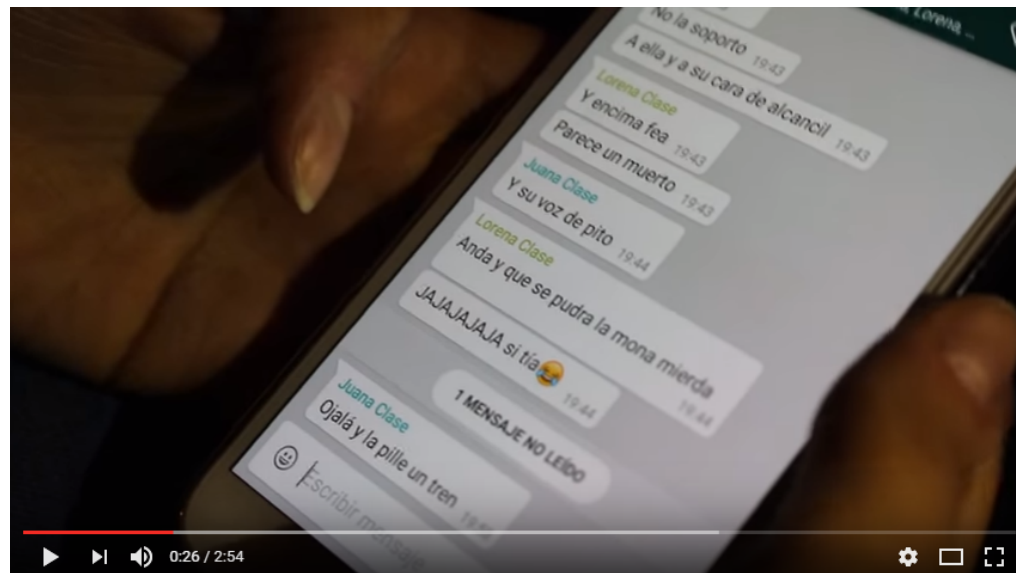 Lorena, ...
No la soporto 19:43
A ella y a su cara de alcancil 19:43
Lorena Clase
Y encima fea 19:43
Parece un muerto 19:43
Juana Clase
Y su voz de pito 19:44
Lorena Clase
Anda y que se pudra la mona mierda 19:44
JAJAJAJAJA si tía😂 19:44
1 MENSAJE NO LEÍDO
Juana Clase
Ojalá y la pille un tren
Escribir mensaje
0:26 / 2:54